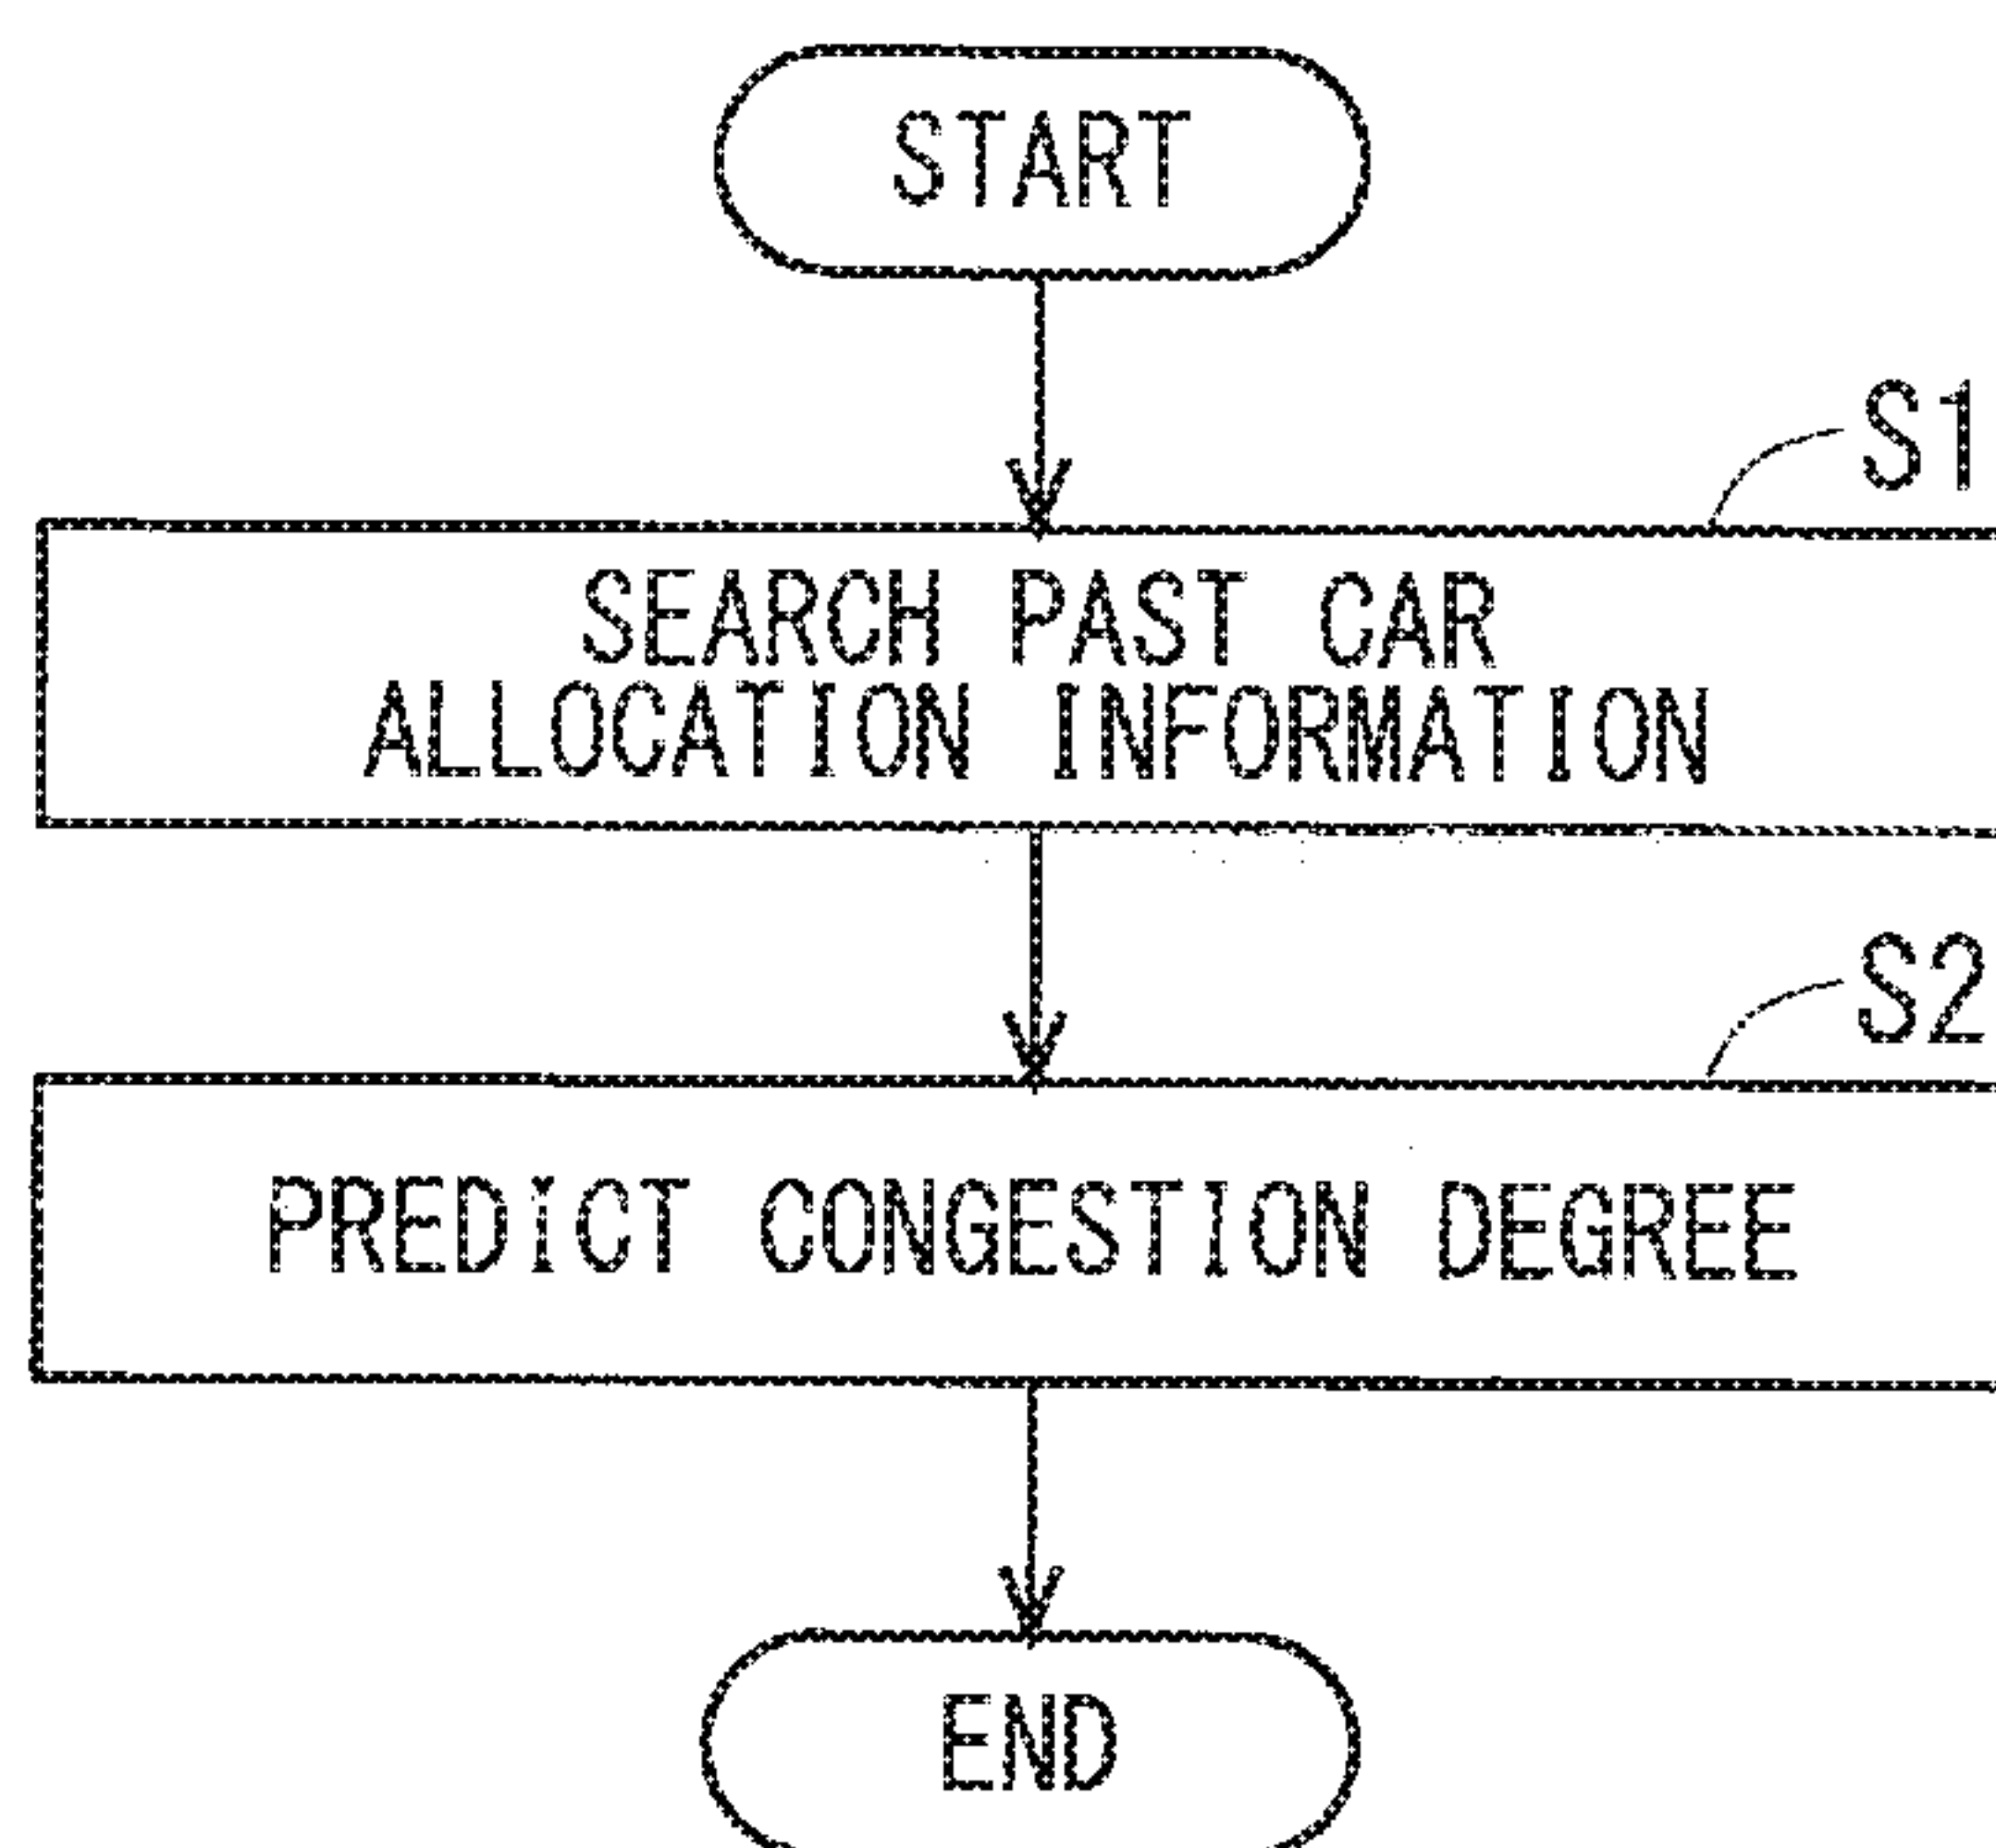 START
S1
SEARCH PAST CAR
ALLOCATION INFORMATION
S2
PREDICT CONGESTION DEGREE
END